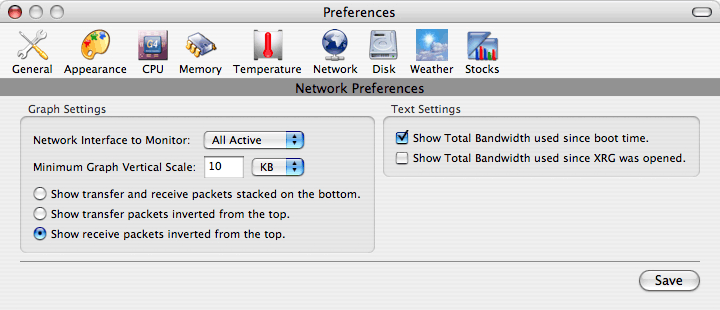 Preferences
General Appearance CPU Memory Temperature Network Disk Weather Stocks
G4
Network Preferences
Graph Settings
Network Interface to Monitor: All Active
Minimum Graph Vertical Scale: 10 KB
Show transfer and receive packets stacked on the bottom.
Show transfer packets inverted from the top.
Show receive packets inverted from the top.
Text Settings
Show Total Bandwidth used since boot time.
Show Total Bandwidth used since XRG was opened.
Save